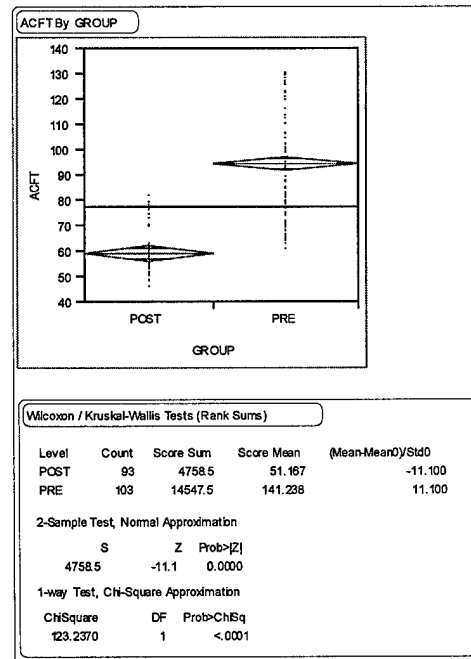 ACFT By GROUP
140
130
120
110
100
90
80
70
60
50
40
ACFT
POST PRE
GROUP
Wilcoxon / Kruskal-Wallis Tests (Rank Sums)
Level Count Score Sum Score Mean (Mean-Mean0)/Std0
POST 93 4758.5 51.167 -11.100
PRE 103 14547.5 141.238 11.100
2-Sample Test, Normal Approximation
S Z Prob>|Z|
4758.5 -11.1 0.0000
1-way Test, Chi-Square Approximation
ChiSquare DF Prob>ChiSq
123.2370 1 <.0001